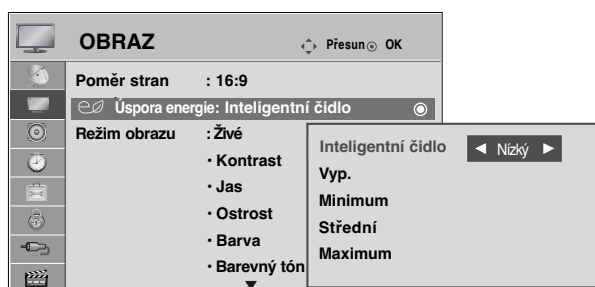 OBRAZ
Přesun OK
Poměr stran : 16:9
Úspora energie: Inteligentní čidlo
Režim obrazu : Živé
• Kontrast
• Jas
• Ostrost
• Barva
• Barevný tón
Inteligentní čidlo ◄ Nízký ►
Vyp.
Minimum
Střední
Maximum